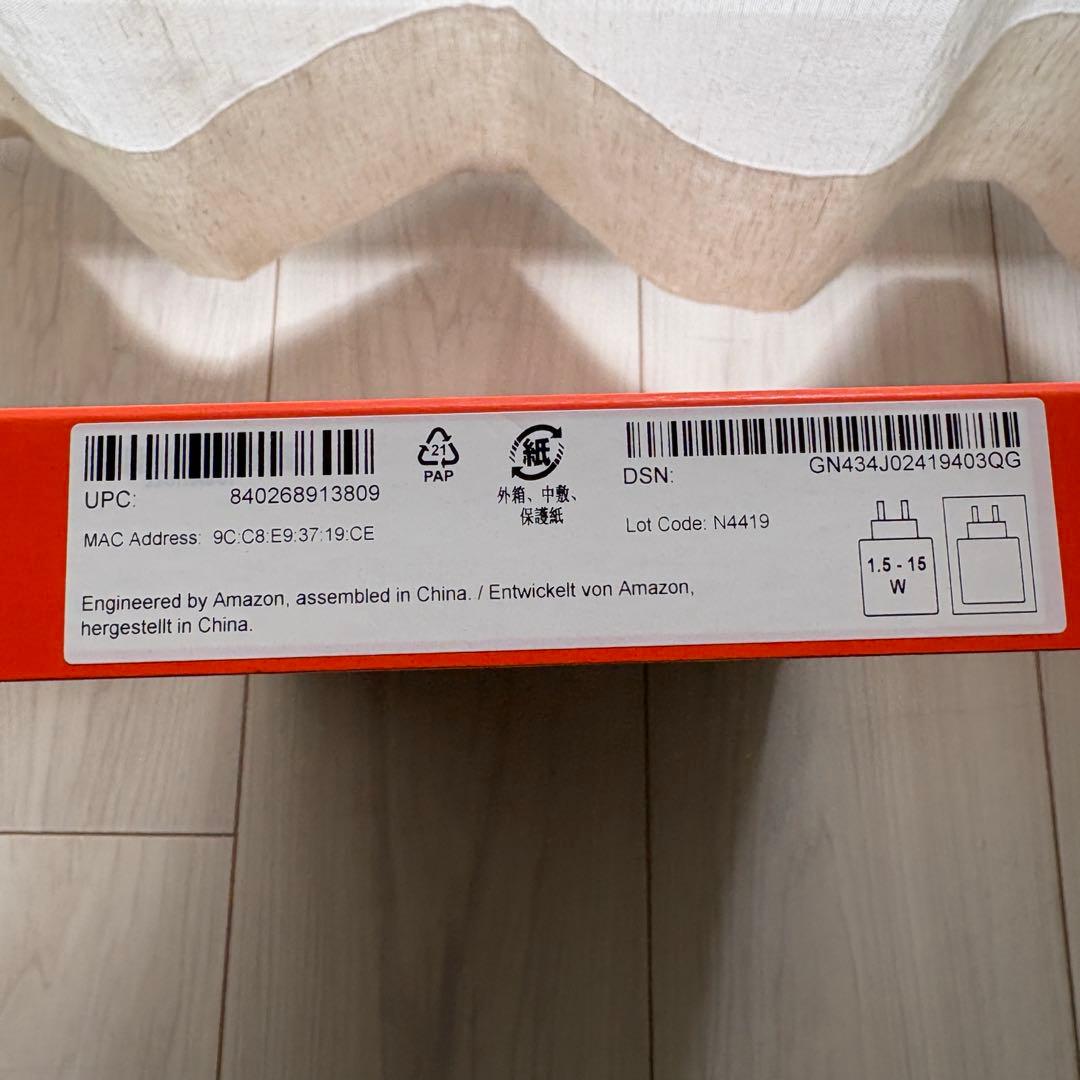 UPC: 840268913809
MAC Address: 9C:C8:E9:37:19:CE
21
PAP
紙
外箱、中敷、
保護紙
DSN: GN434J02419403QG
Lot Code: N4419
1.5 - 15
W
Engineered by Amazon, assembled in China. / Entwickelt von Amazon,
hergestellt in China.